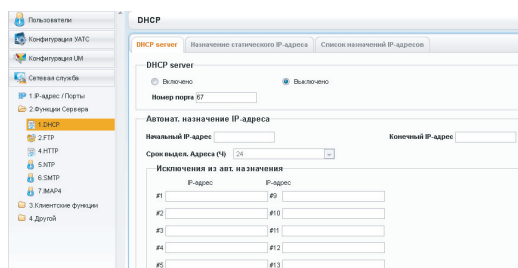 Пользователи
Конфигурация УАТС
Конфигурация UM
Сетевая служба
1.IP-адрес / Порты
2.Функции Сервера
1.DHCP
2.FTP
4.HTTP
5.NTP
6.SMTP
7.IMAP4
3.Клиентские функции
4.Другой
DHCP
DHCP server
Назначение статического IP-адреса
Список назначений IP-адресов
DHCP server
Включено
Выключено
Номер порта 67
Автомат. назначение IP-адреса
Начальный IP-адрес
Конечный IP-адрес
Срок выдел. Адреса (Ч) 24
Исключения из авт. назначения
IP-адрес IP-адрес
#1 #9
#2 #10
#3 #11
#4 #12
#5 #13